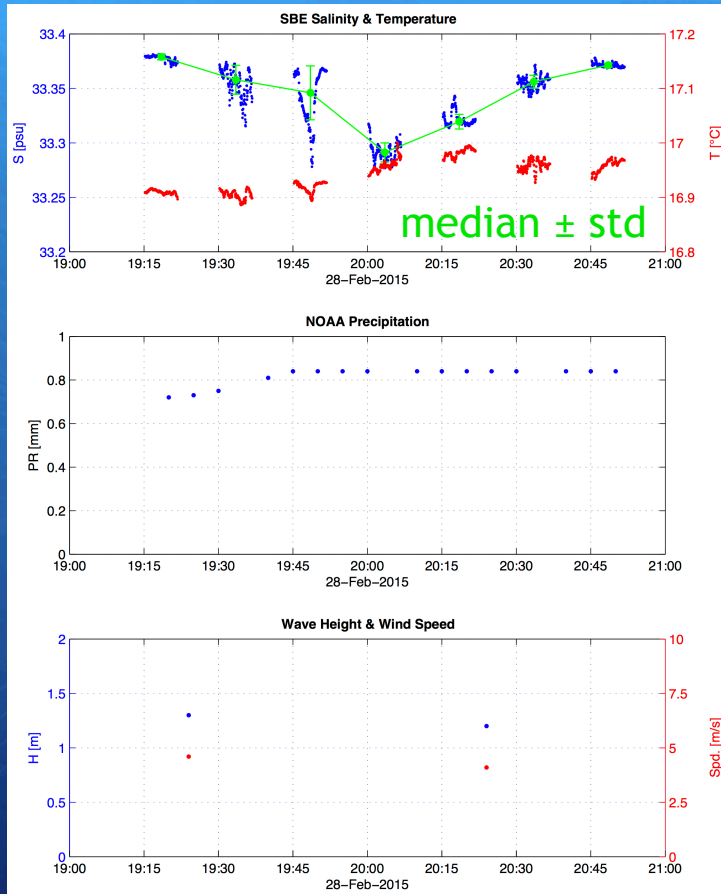 SBE Salinity & Temperature
33.4
33.35
33.3
33.25
33.2
S [psu]
17.2
17.1
17
16.9
16.8
T [°C]
median ± std
19:00 19:15 19:30 19:45 20:00 20:15 20:30 20:45 21:00
28-Feb-2015
NOAA Precipitation
1
0.8
0.6
0.4
0.2
0
PR [mm]
19:00 19:15 19:30 19:45 20:00 20:15 20:30 20:45 21:00
28-Feb-2015
Wave Height & Wind Speed
2
1.5
1
0.5
0
H [m]
10
7.5
5
2.5
0
Spd. [m/s]
19:00 19:15 19:30 19:45 20:00 20:15 20:30 20:45 21:00
28-Feb-2015